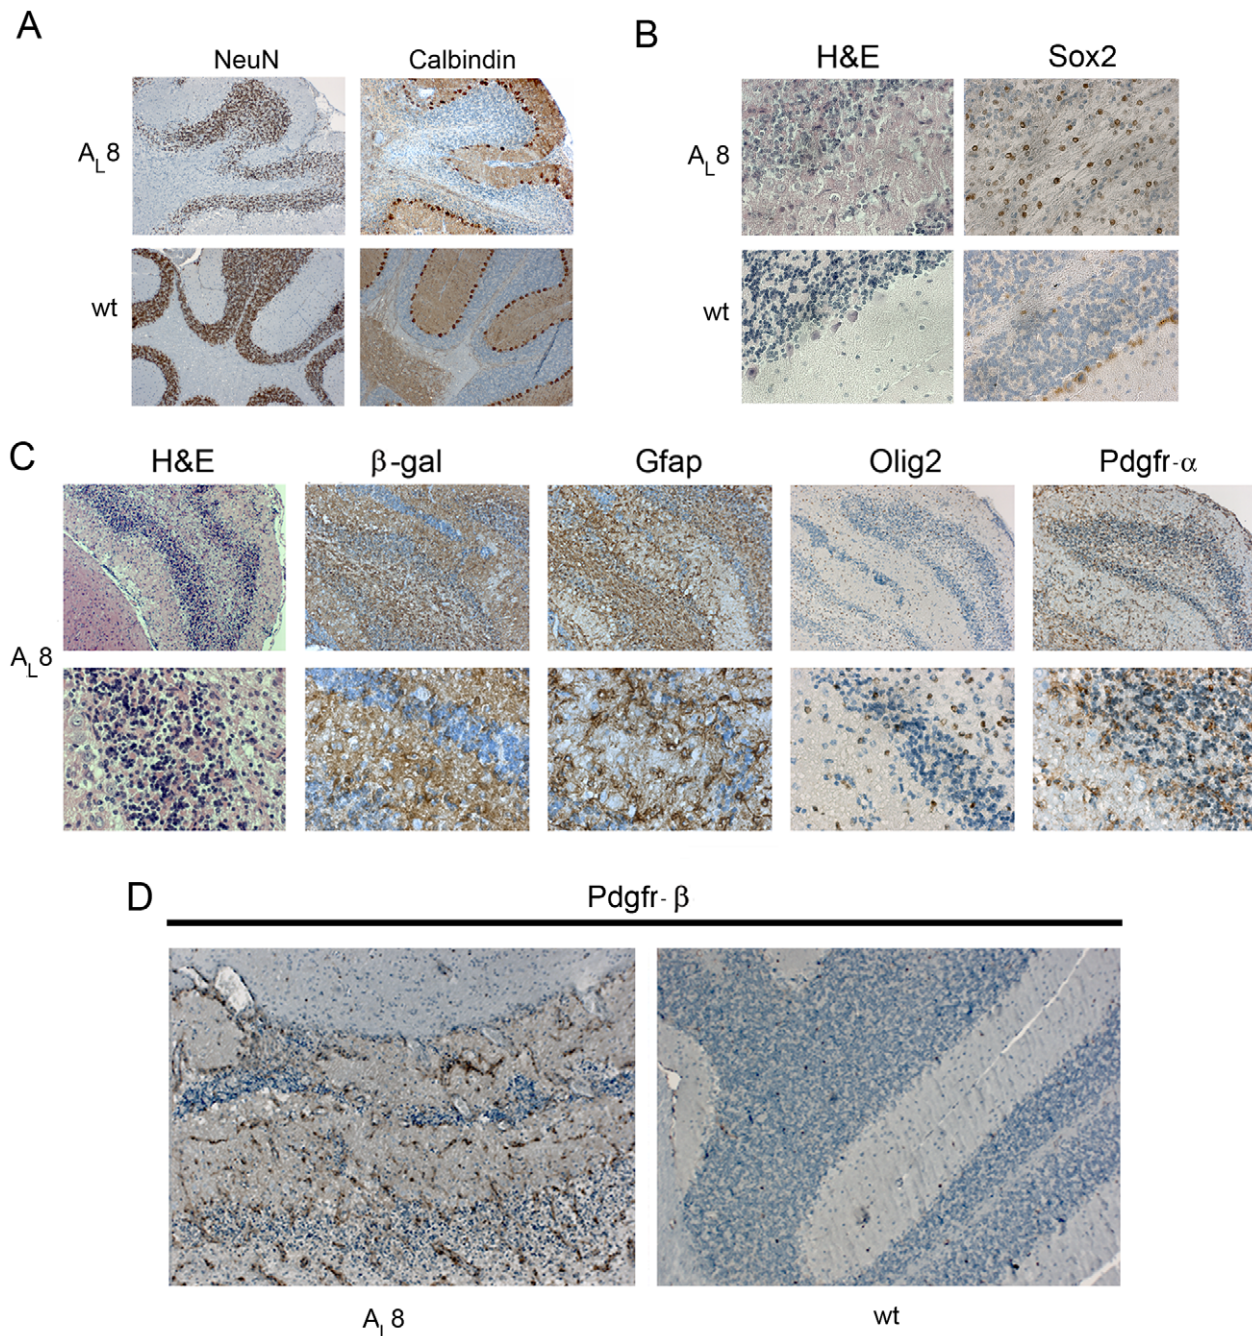 A
NeuN Calbindin
AL8
wt
B
H&E Sox2
AL8
wt
C
H&E β-gal Gfap Olig2 Pdgfr-α
AL8
D
Pdgfr-β
AL8 wt